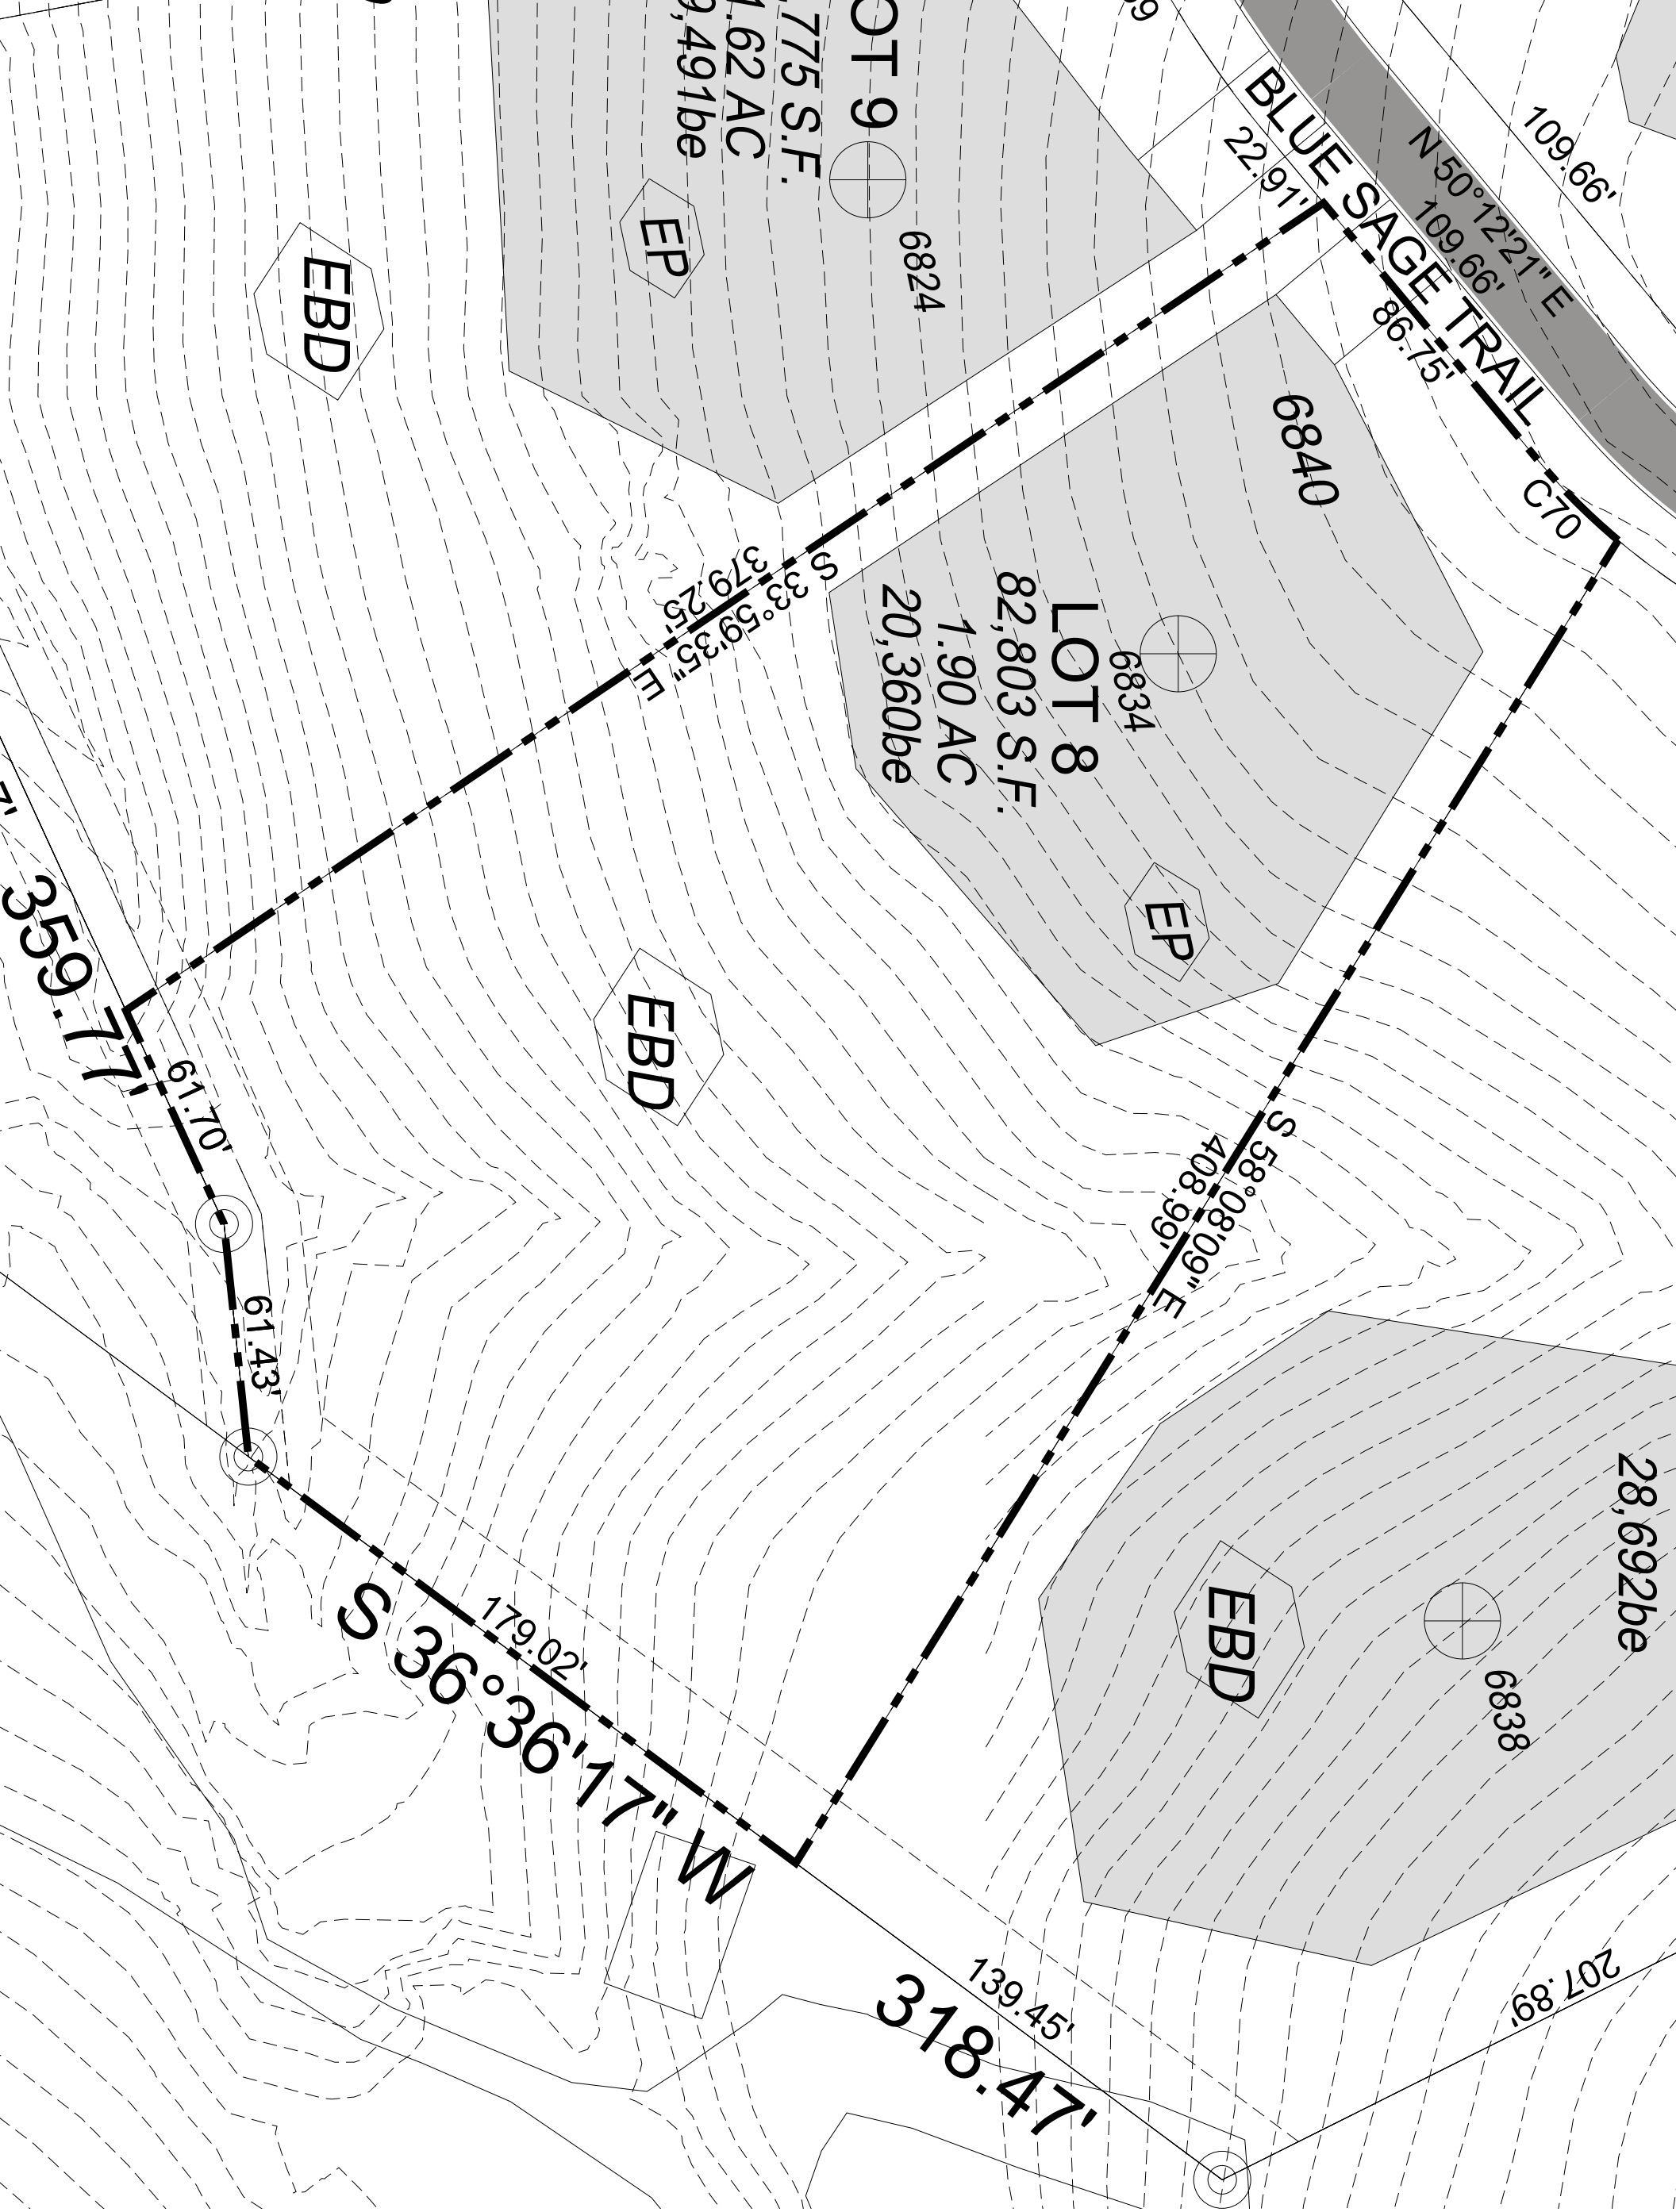 LOT 9
,775 S.F.
1.62 AC
9,491be
EP
6824
EBD
BLUE SAGE TRAIL
22.91'
N 50°12'21" E
109.66'
109.66'
86.75'
C70
6840
LOT 8
82,803 S.F.
1.90 AC
20,360be
6834
EP
S 33°59'35" E
379.25'
EBD
359.77'
61.70'
61.43'
S 58°08'09" E
408.99'
28,692be
EBD
6838
179.02'
S 36°36'17" W
139.45'
318.47'
207.89'